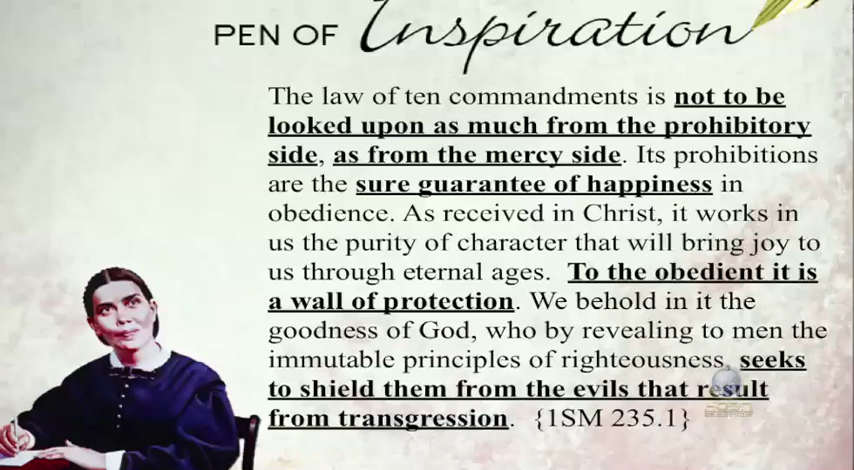 PEN OF Inspiration
The law of ten commandments is not to be
looked upon as much from the prohibitory
side, as from the mercy side. Its prohibitions
are the sure guarantee of happiness in
obedience. As received in Christ, it works in
us the purity of character that will bring joy to
us through eternal ages. To the obedient it is
a wall of protection. We behold in it the
goodness of God, who by revealing to men the
immutable principles of righteousness, seeks
to shield them from the evils that result
from transgression. {1SM 235.1}